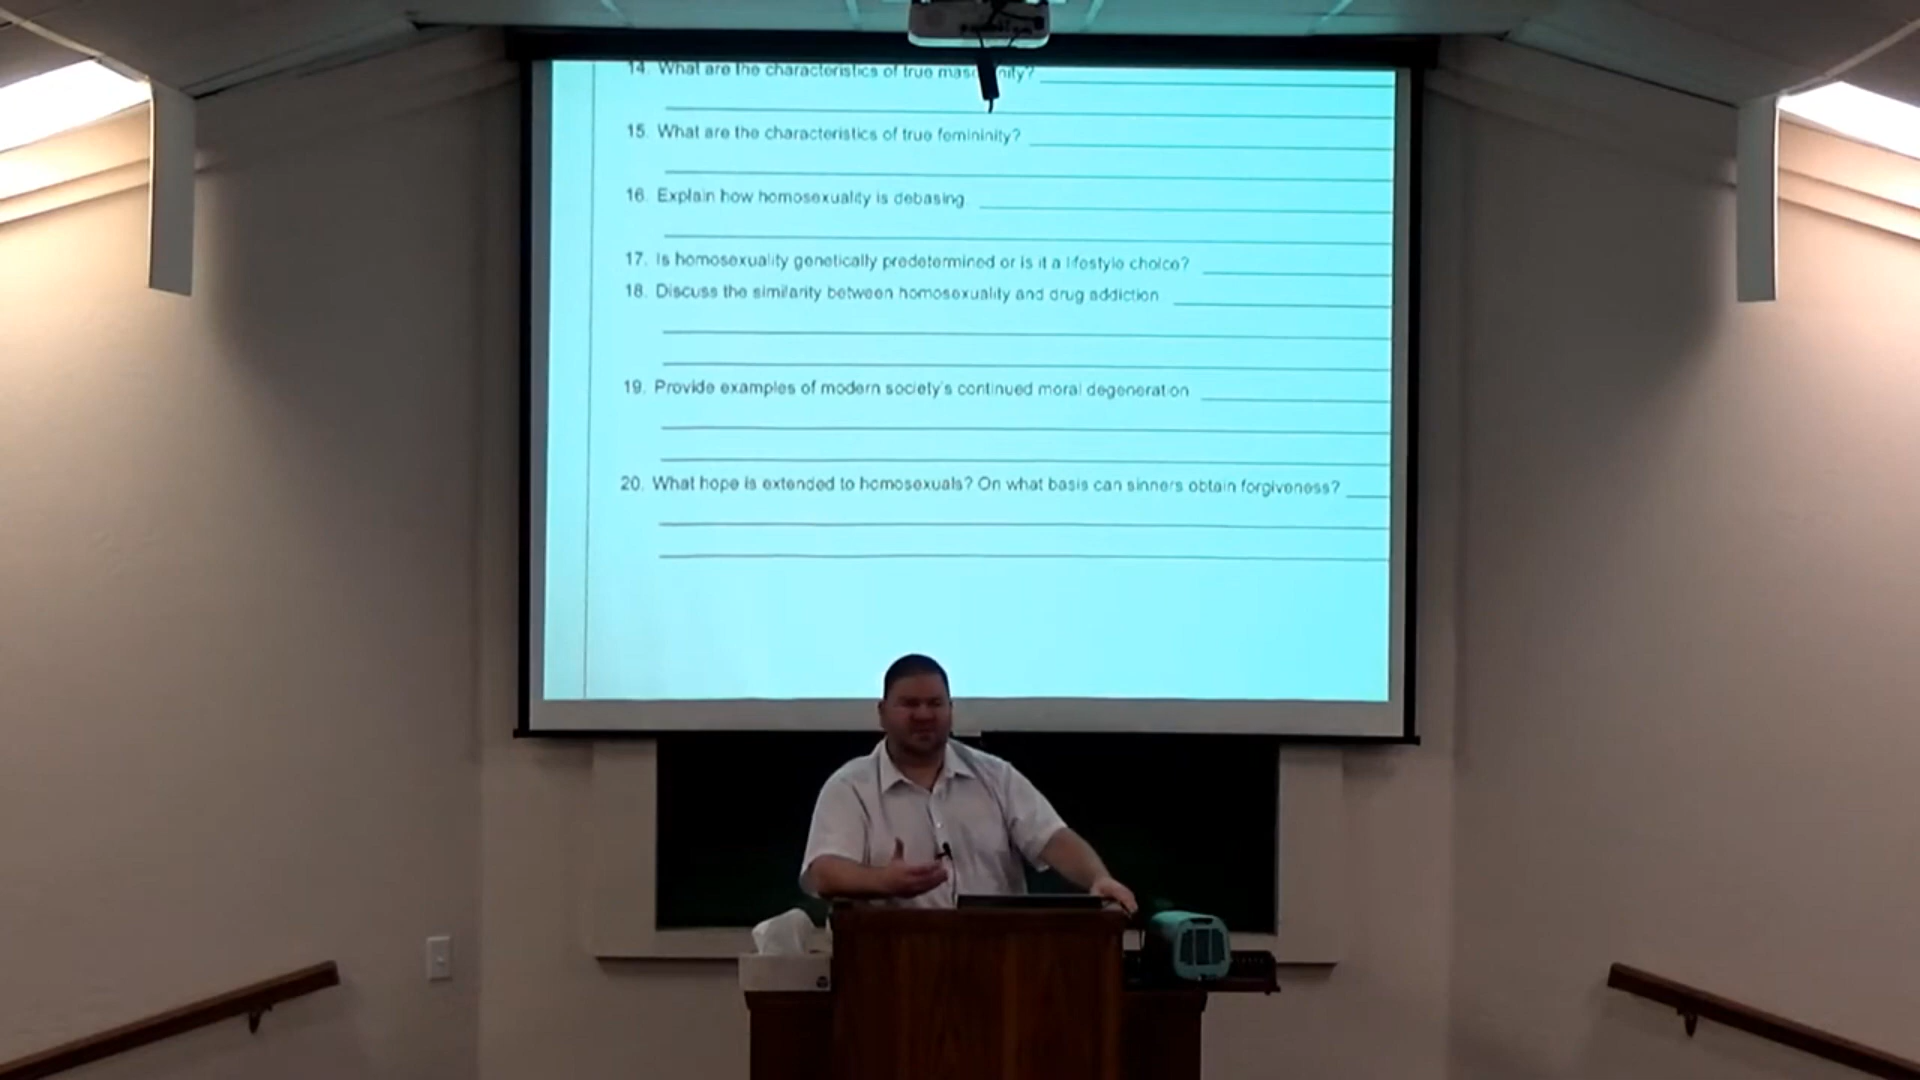 14. What are the characteristics of true
15. What are the characteristics of true femininity?
16. Explain how homosexuality is debasing.
17. Is homosexuality genetically predetermined or is it a lifestyle choice?
18. Discuss the similarity between homosexuality and drug addiction.
19. Provide examples of modern society's continued moral degeneration
20. What hope is extended to homosexuals? On what basis can sinners obtain forgiveness?